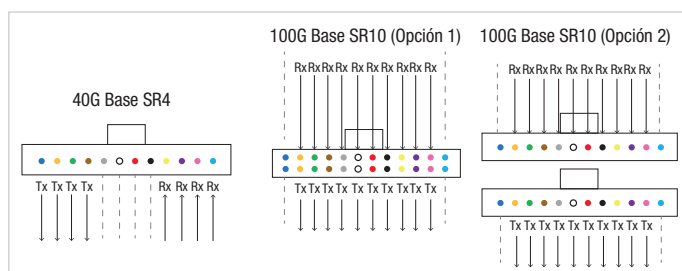 100G Base SR10 (Opción 1)
100G Base SR10 (Opción 2)
40G Base SR4
Rx Rx Rx Rx Rx Rx Rx Rx Rx Rx
Rx Rx Rx Rx Rx Rx Rx Rx Rx Rx
Tx Tx Tx Tx
Rx Rx Rx Rx
Tx Tx Tx Tx Tx Tx Tx Tx Tx Tx
Tx Tx Tx Tx Tx Tx Tx Tx Tx Tx